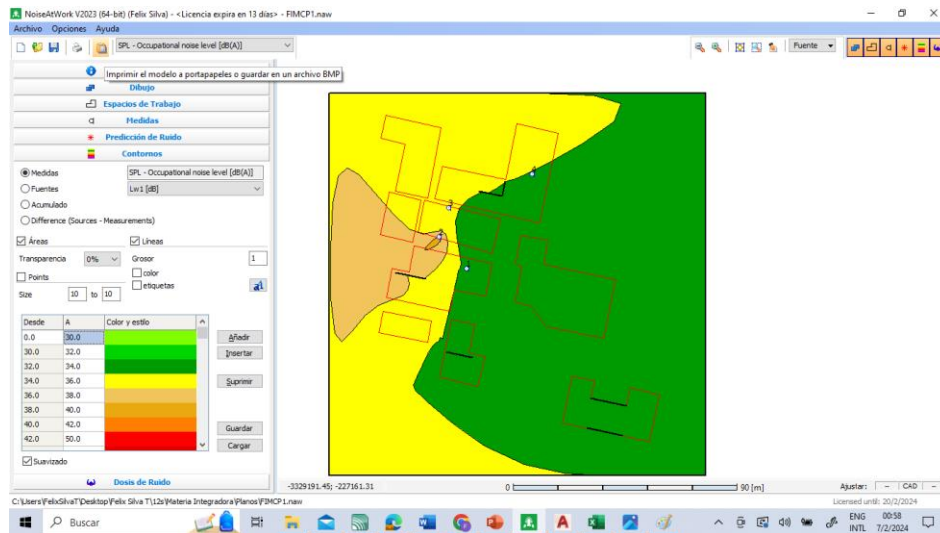 NoiseAtWork V2023 (64-bit) (Felix Silva) - <Licencia expira en 13 días> - FIMCP1.naw
Archivo Opciones Ayuda
SPL - Occupational noise level [dB(A)]
Fuente
Imprimir el modelo a portapapeles o guardar en un archivo BMP
Dibujo
Espacios de Trabajo
Medidas
Predicción de Ruido
Contornos
Medidas SPL - Occupational noise level [dB(A)]
Fuentes Lw1 [dB]
Acumulado
Difference (Sources - Measurements)
Áreas Líneas
Transparencia 0% Grosor 1
Points color
etiquetas
Size 10 to 10
Desde A Color y estilo
0.0 30.0 Añadir
30.0 32.0 Insertar
32.0 34.0
34.0 36.0 Suprimir
36.0 38.0
38.0 40.0
40.0 42.0 Guardar
42.0 50.0 Cargar
Suavizado
Dosis de Ruido
-3329191.45; -227161.31 0 90 [m] Ajustar: - CAD -
C:\Users\FelixSilvaT\Desktop\Felix Silva T\12s\Materia Integradora\Planos\FIMCP1.naw Licensed until: 20/2/2024
Buscar
ENG 00:58
INTL 7/2/2024